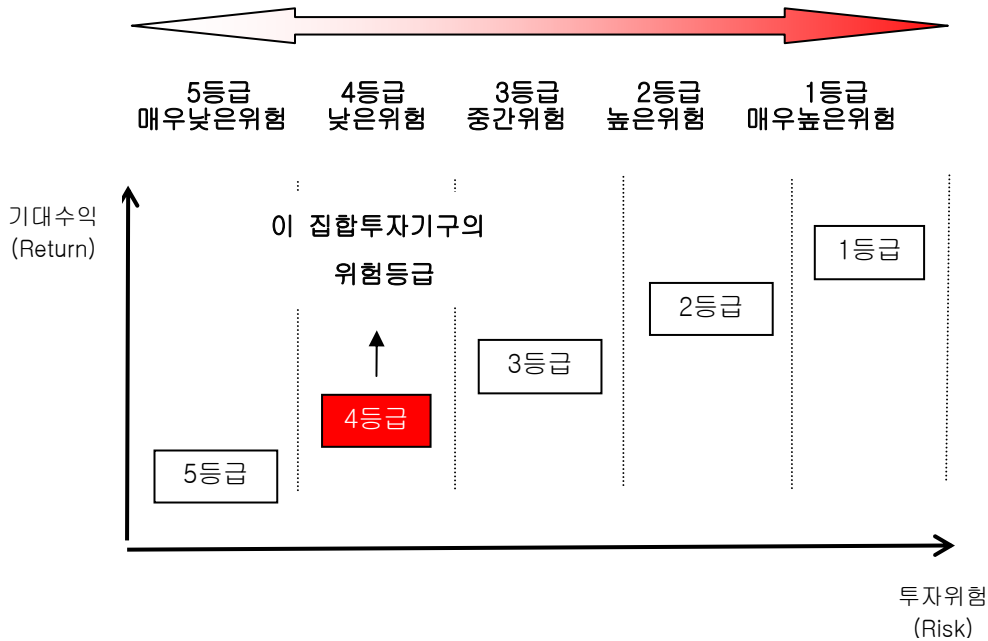 5등급 4등급 3등급 2등급 1등급
매우낮은위험 낮은위험 중간위험 높은위험 매우높은위험
기대수익
(Return)
이 집합투자기구의
위험등급
1등급
2등급
3등급
4등급
5등급
투자위험
(Risk)